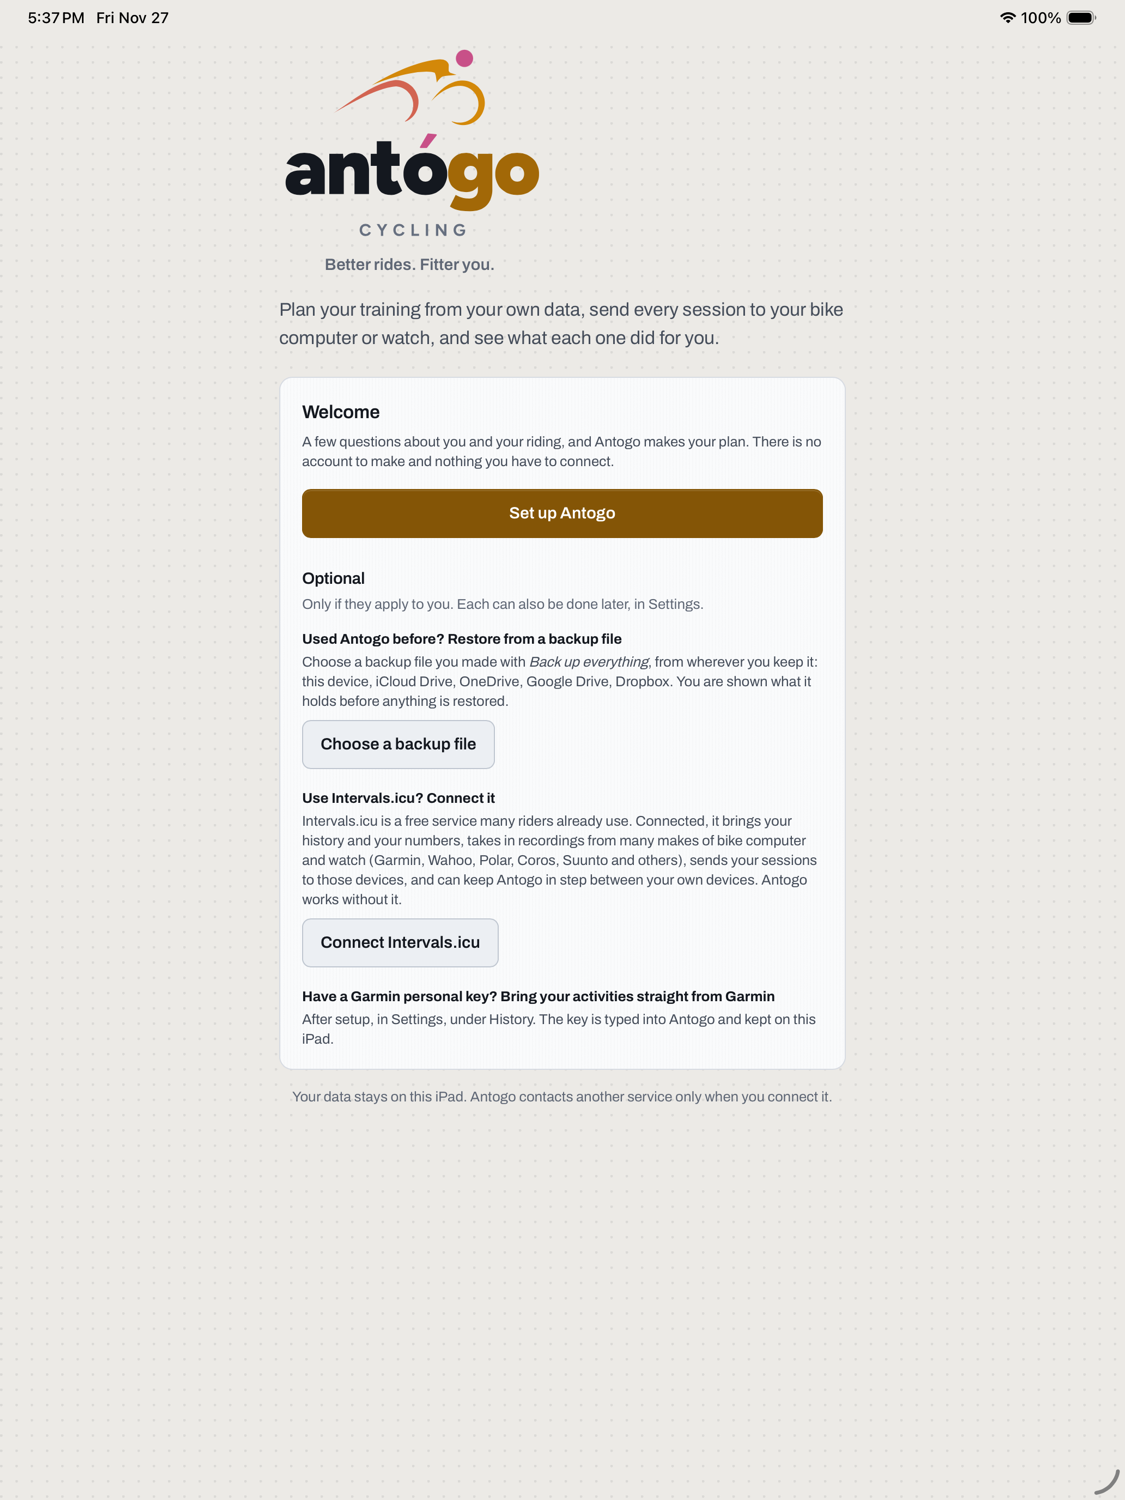 5:37 PM Fri Nov 27
100%
antógo
CYCLING
Better rides. Fitter you.
Plan your training from your own data, send every session to your bike
computer or watch, and see what each one did for you.
Welcome
A few questions about you and your riding, and Antogo makes your plan. There is no
account to make and nothing you have to connect.
Set up Antogo
Optional
Only if they apply to you. Each can also be done later, in Settings.
Used Antogo before? Restore from a backup file
Choose a backup file you made with Back up everything, from wherever you keep it:
this device, iCloud Drive, OneDrive, Google Drive, Dropbox. You are shown what it
holds before anything is restored.
Choose a backup file
Use Intervals.icu? Connect it
Intervals.icu is a free service many riders already use. Connected, it brings your
history and your numbers, takes in recordings from many makes of bike computer
and watch (Garmin, Wahoo, Polar, Coros, Suunto and others), sends your sessions
to those devices, and can keep Antogo in step between your own devices. Antogo
works without it.
Connect Intervals.icu
Have a Garmin personal key? Bring your activities straight from Garmin
After setup, in Settings, under History. The key is typed into Antogo and kept on this
iPad.
Your data stays on this iPad. Antogo contacts another service only when you connect it.